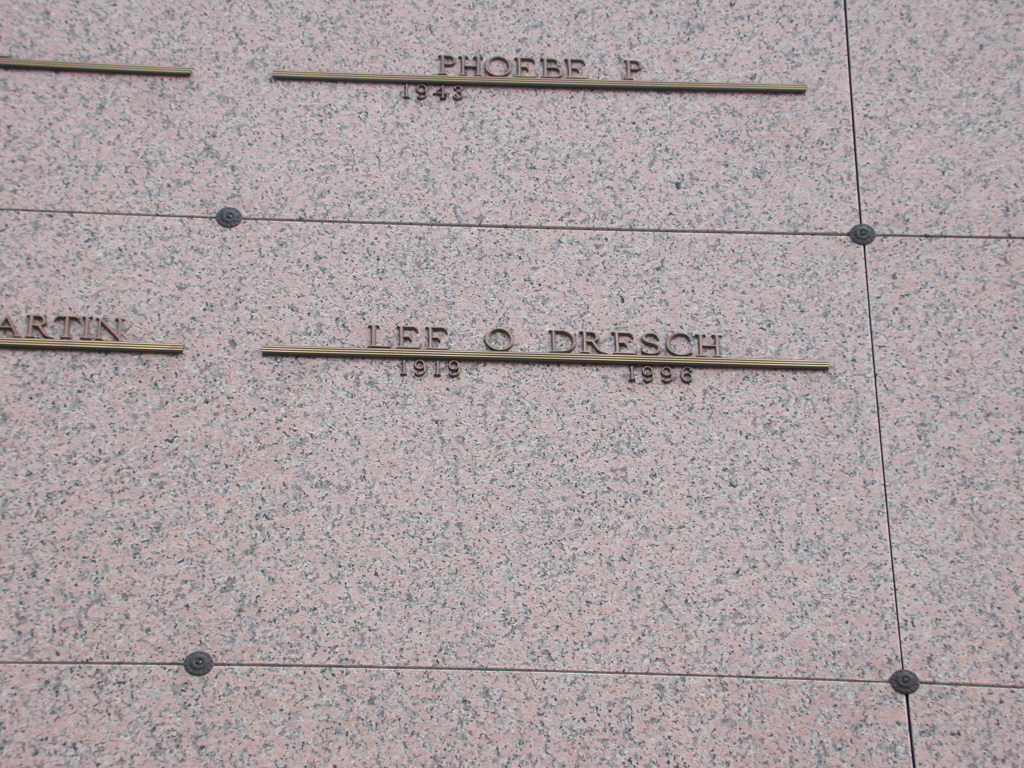 PHOEBE P
1943
ARTIN
LEE O DRESCH
1919 1996